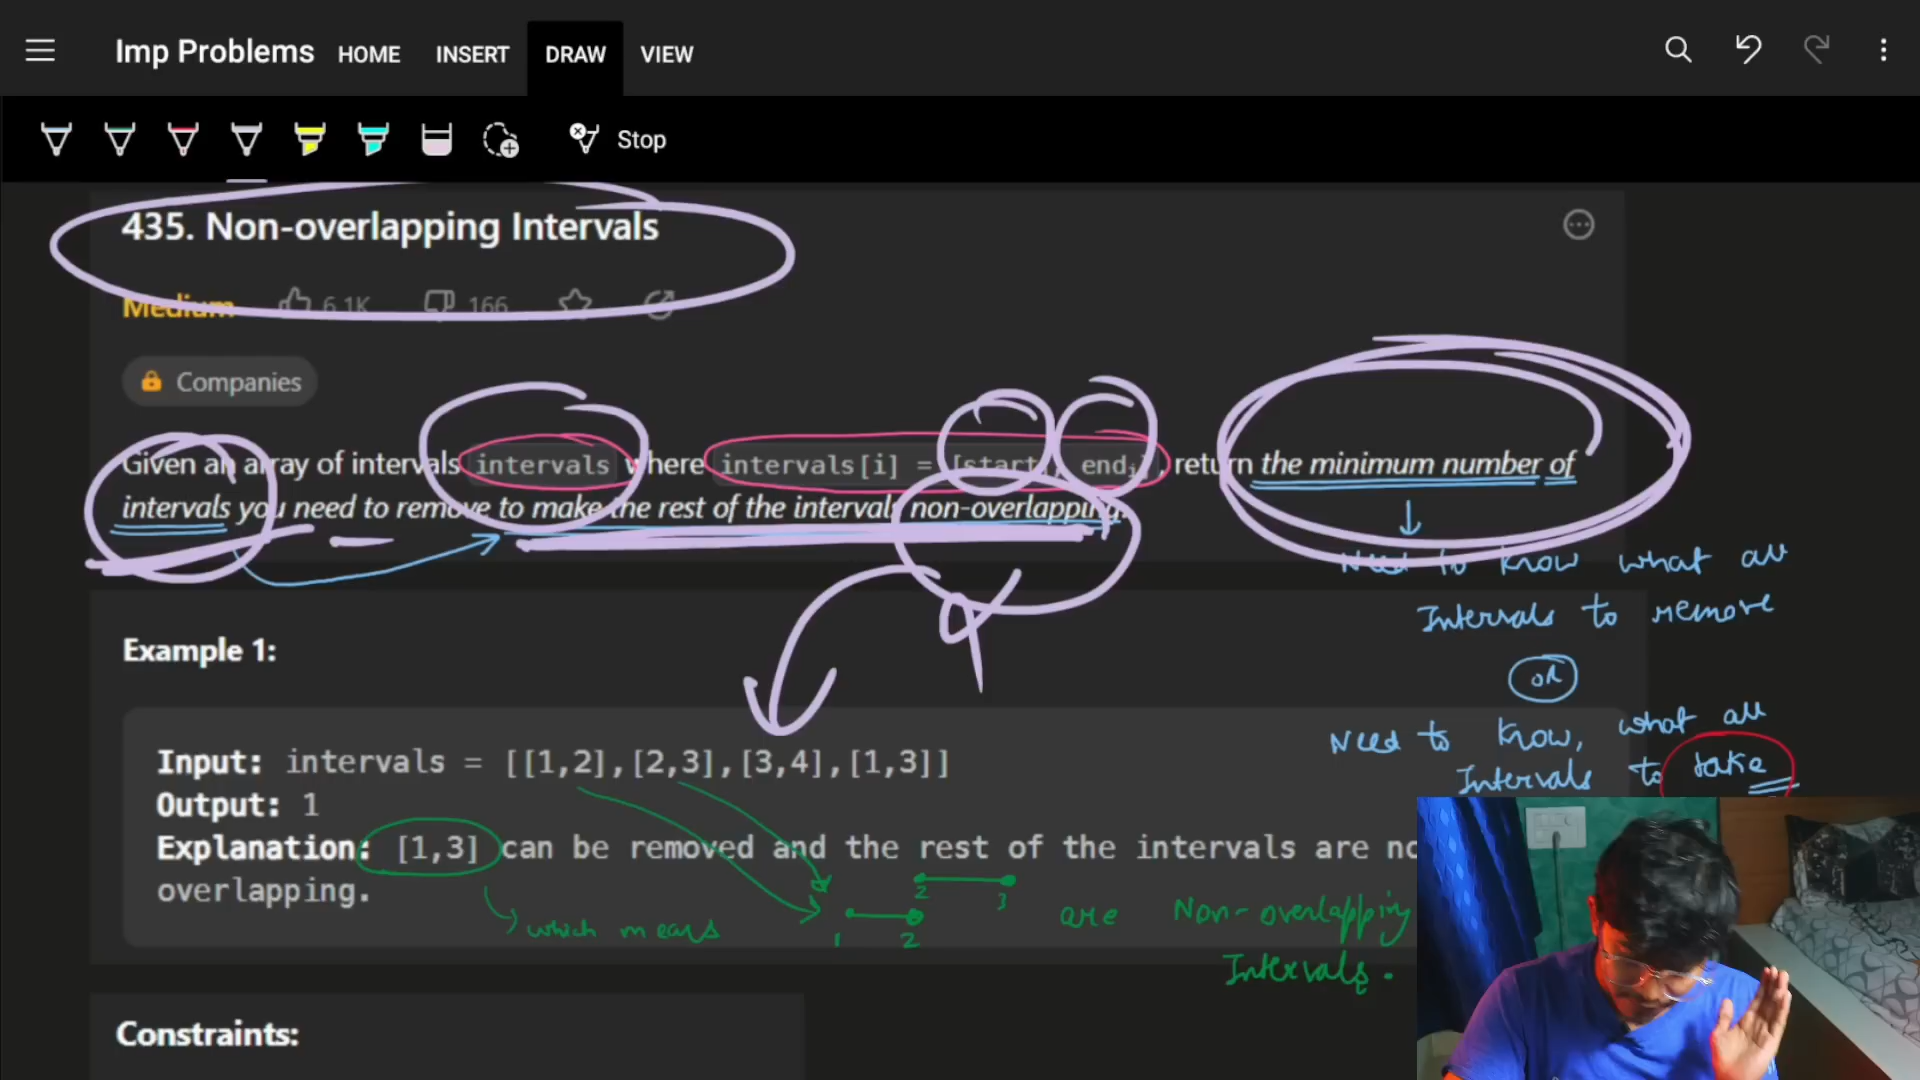 Imp Problems HOME INSERT DRAW VIEW
Stop
435. Non-overlapping Intervals
Medium 6.1K 166
Companies
Given an array of intervals intervals where intervals[i] = [starti, endi], return the minimum number of
intervals you need to remove to make the rest of the intervals non-overlapping.
Need to know what all
Intervals to remove
OR
Need to know, what all
Intervals to take
Example 1:
Input: intervals = [[1,2],[2,3],[3,4],[1,3]]
Output: 1
Explanation: [1,3] can be removed and the rest of the intervals are
overlapping.
which means
1 2
2 3
are Non-overlapping
Intervals.
Constraints: